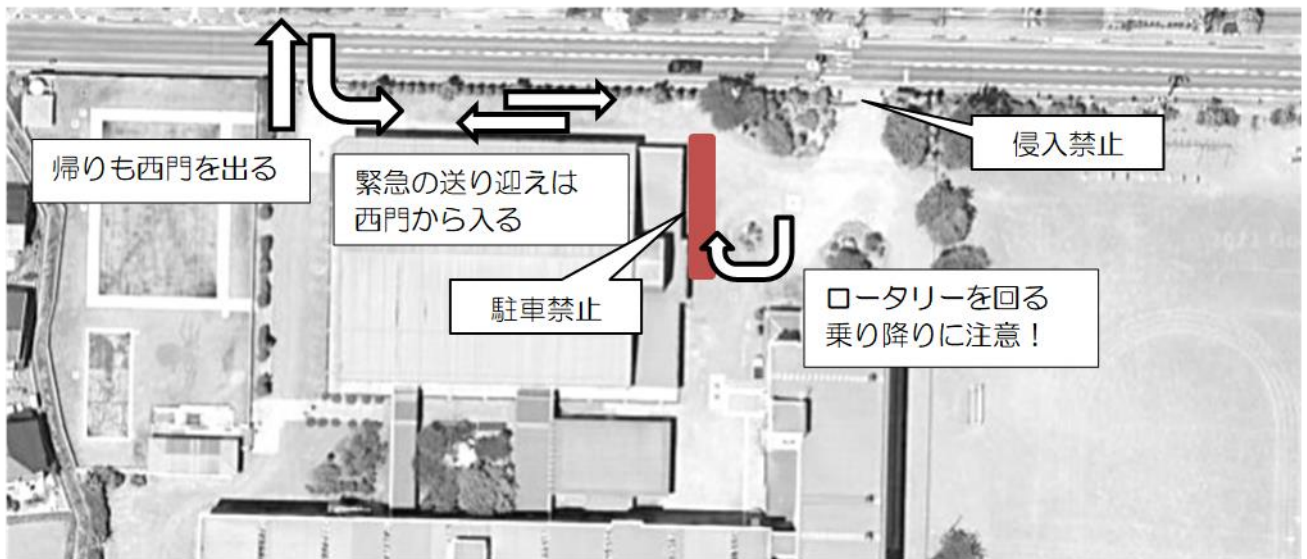 侵入禁止
帰りも西門を出る
緊急の送り迎えは
西門から入る
駐車禁止
ロータリーを回る
乗り降りに注意！